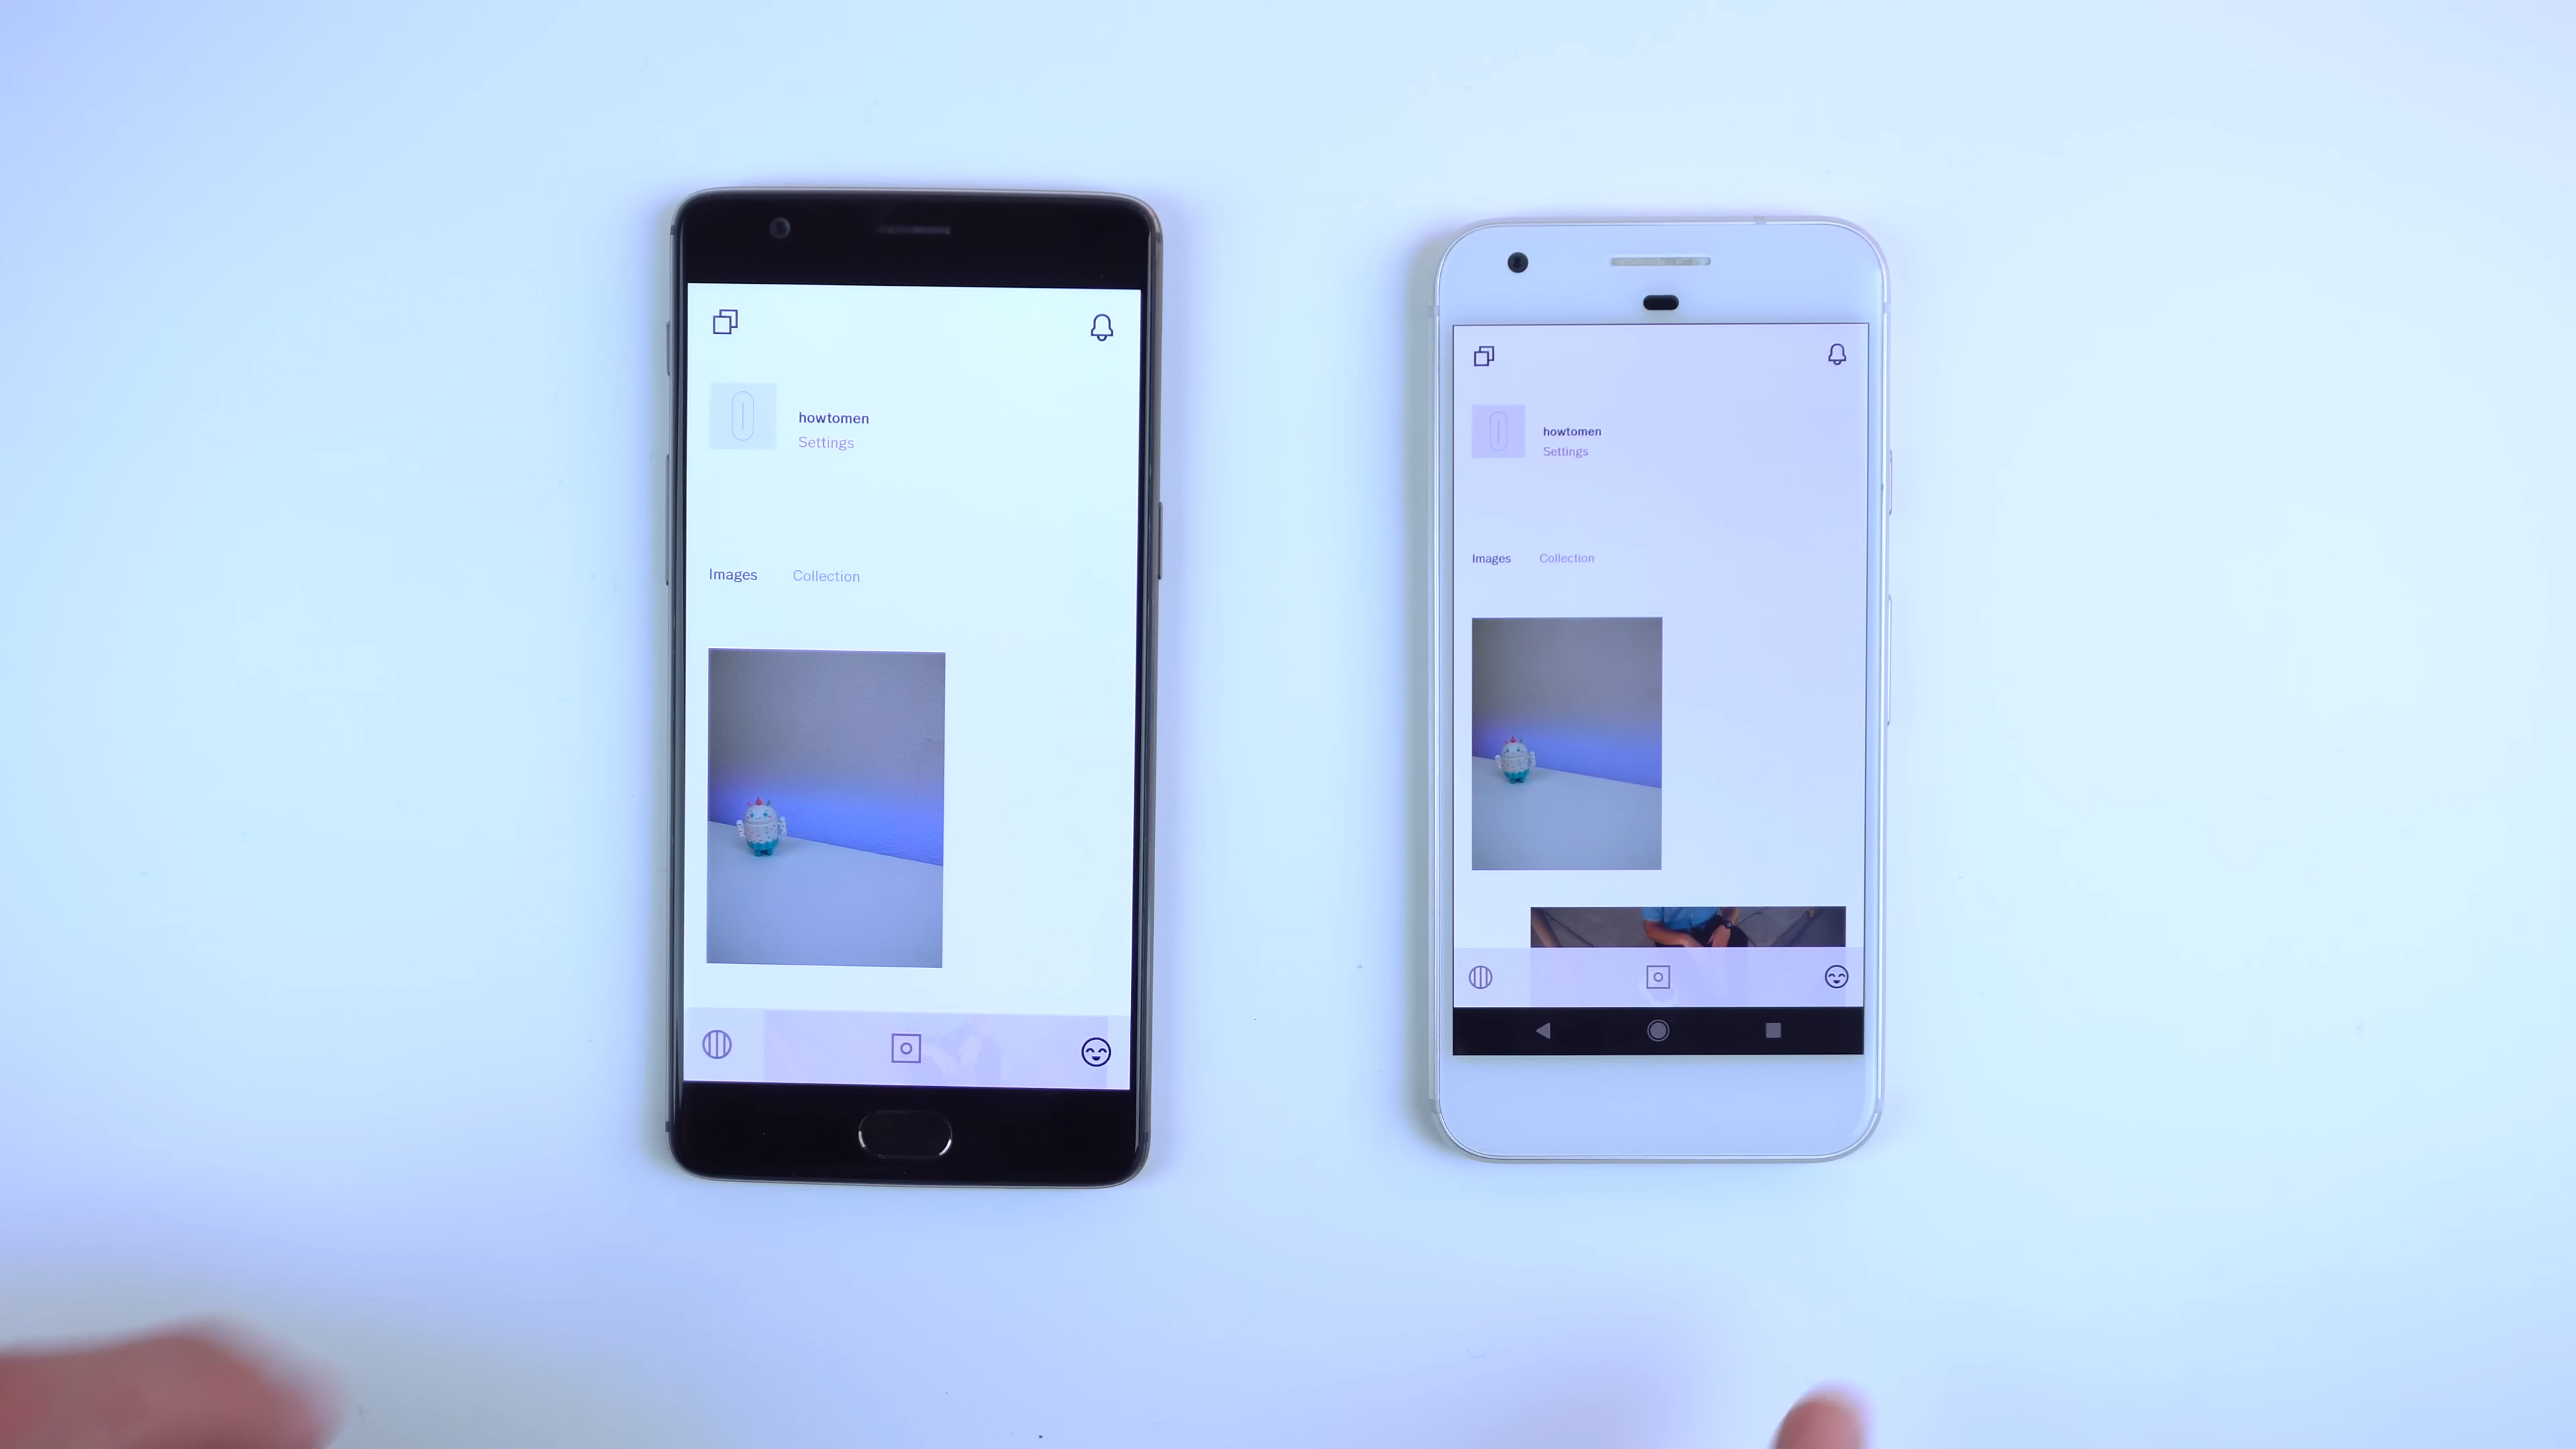 howtomen
Settings
Images
Collection
howtomen
Settings
Images
Collection